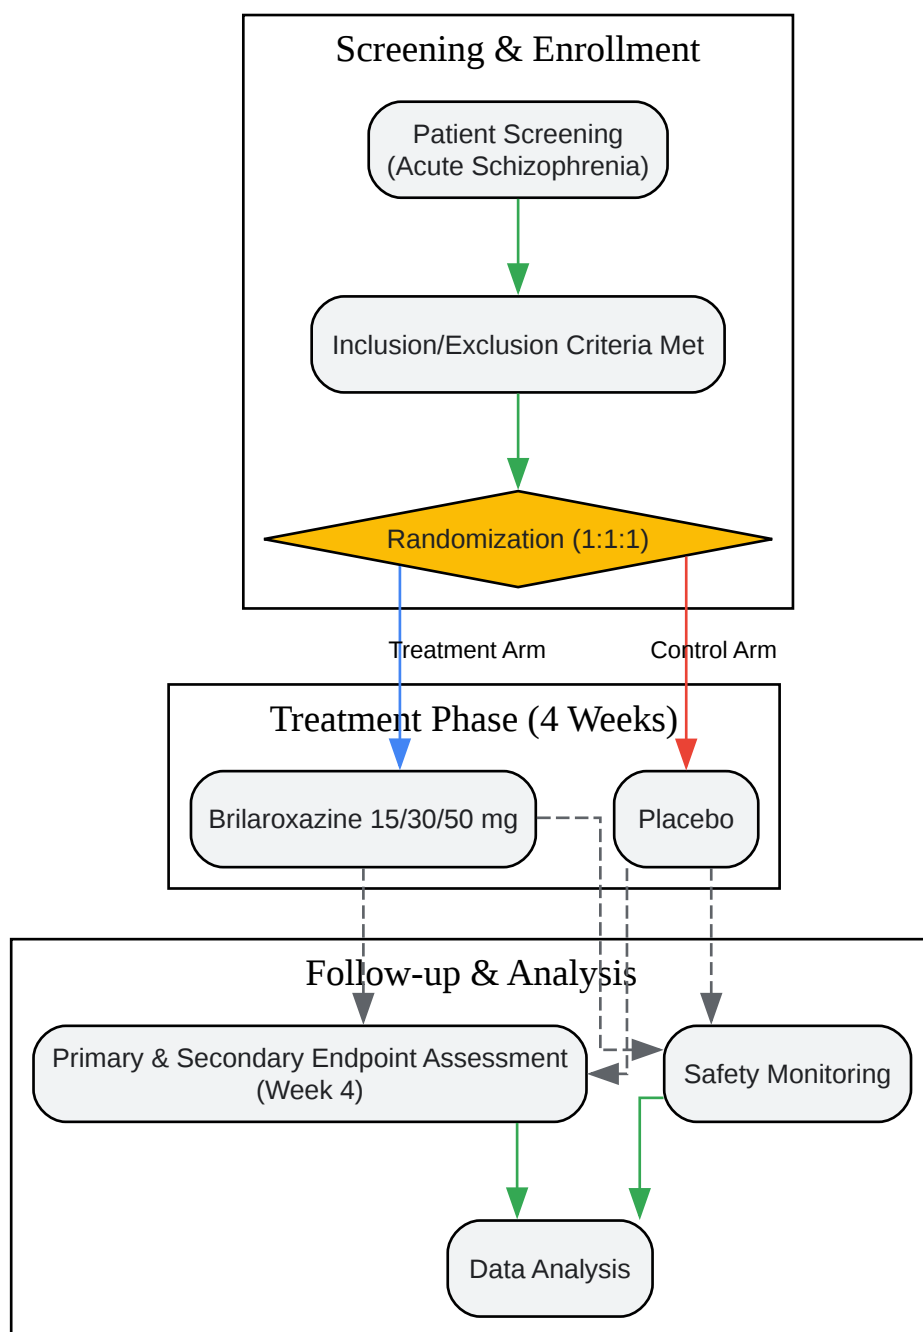 Screening & Enrollment
Patient Screening
(Acute Schizophrenia)
Inclusion/Exclusion Criteria Met
Randomization (1:1:1)
Treatment Arm
Control Arm
Treatment Phase (4 Weeks)
Brilaroxazine 15/30/50 mg
Placebo
Follow-up & Analysis
Primary & Secondary Endpoint Assessment
(Week 4)
Safety Monitoring
Data Analysis